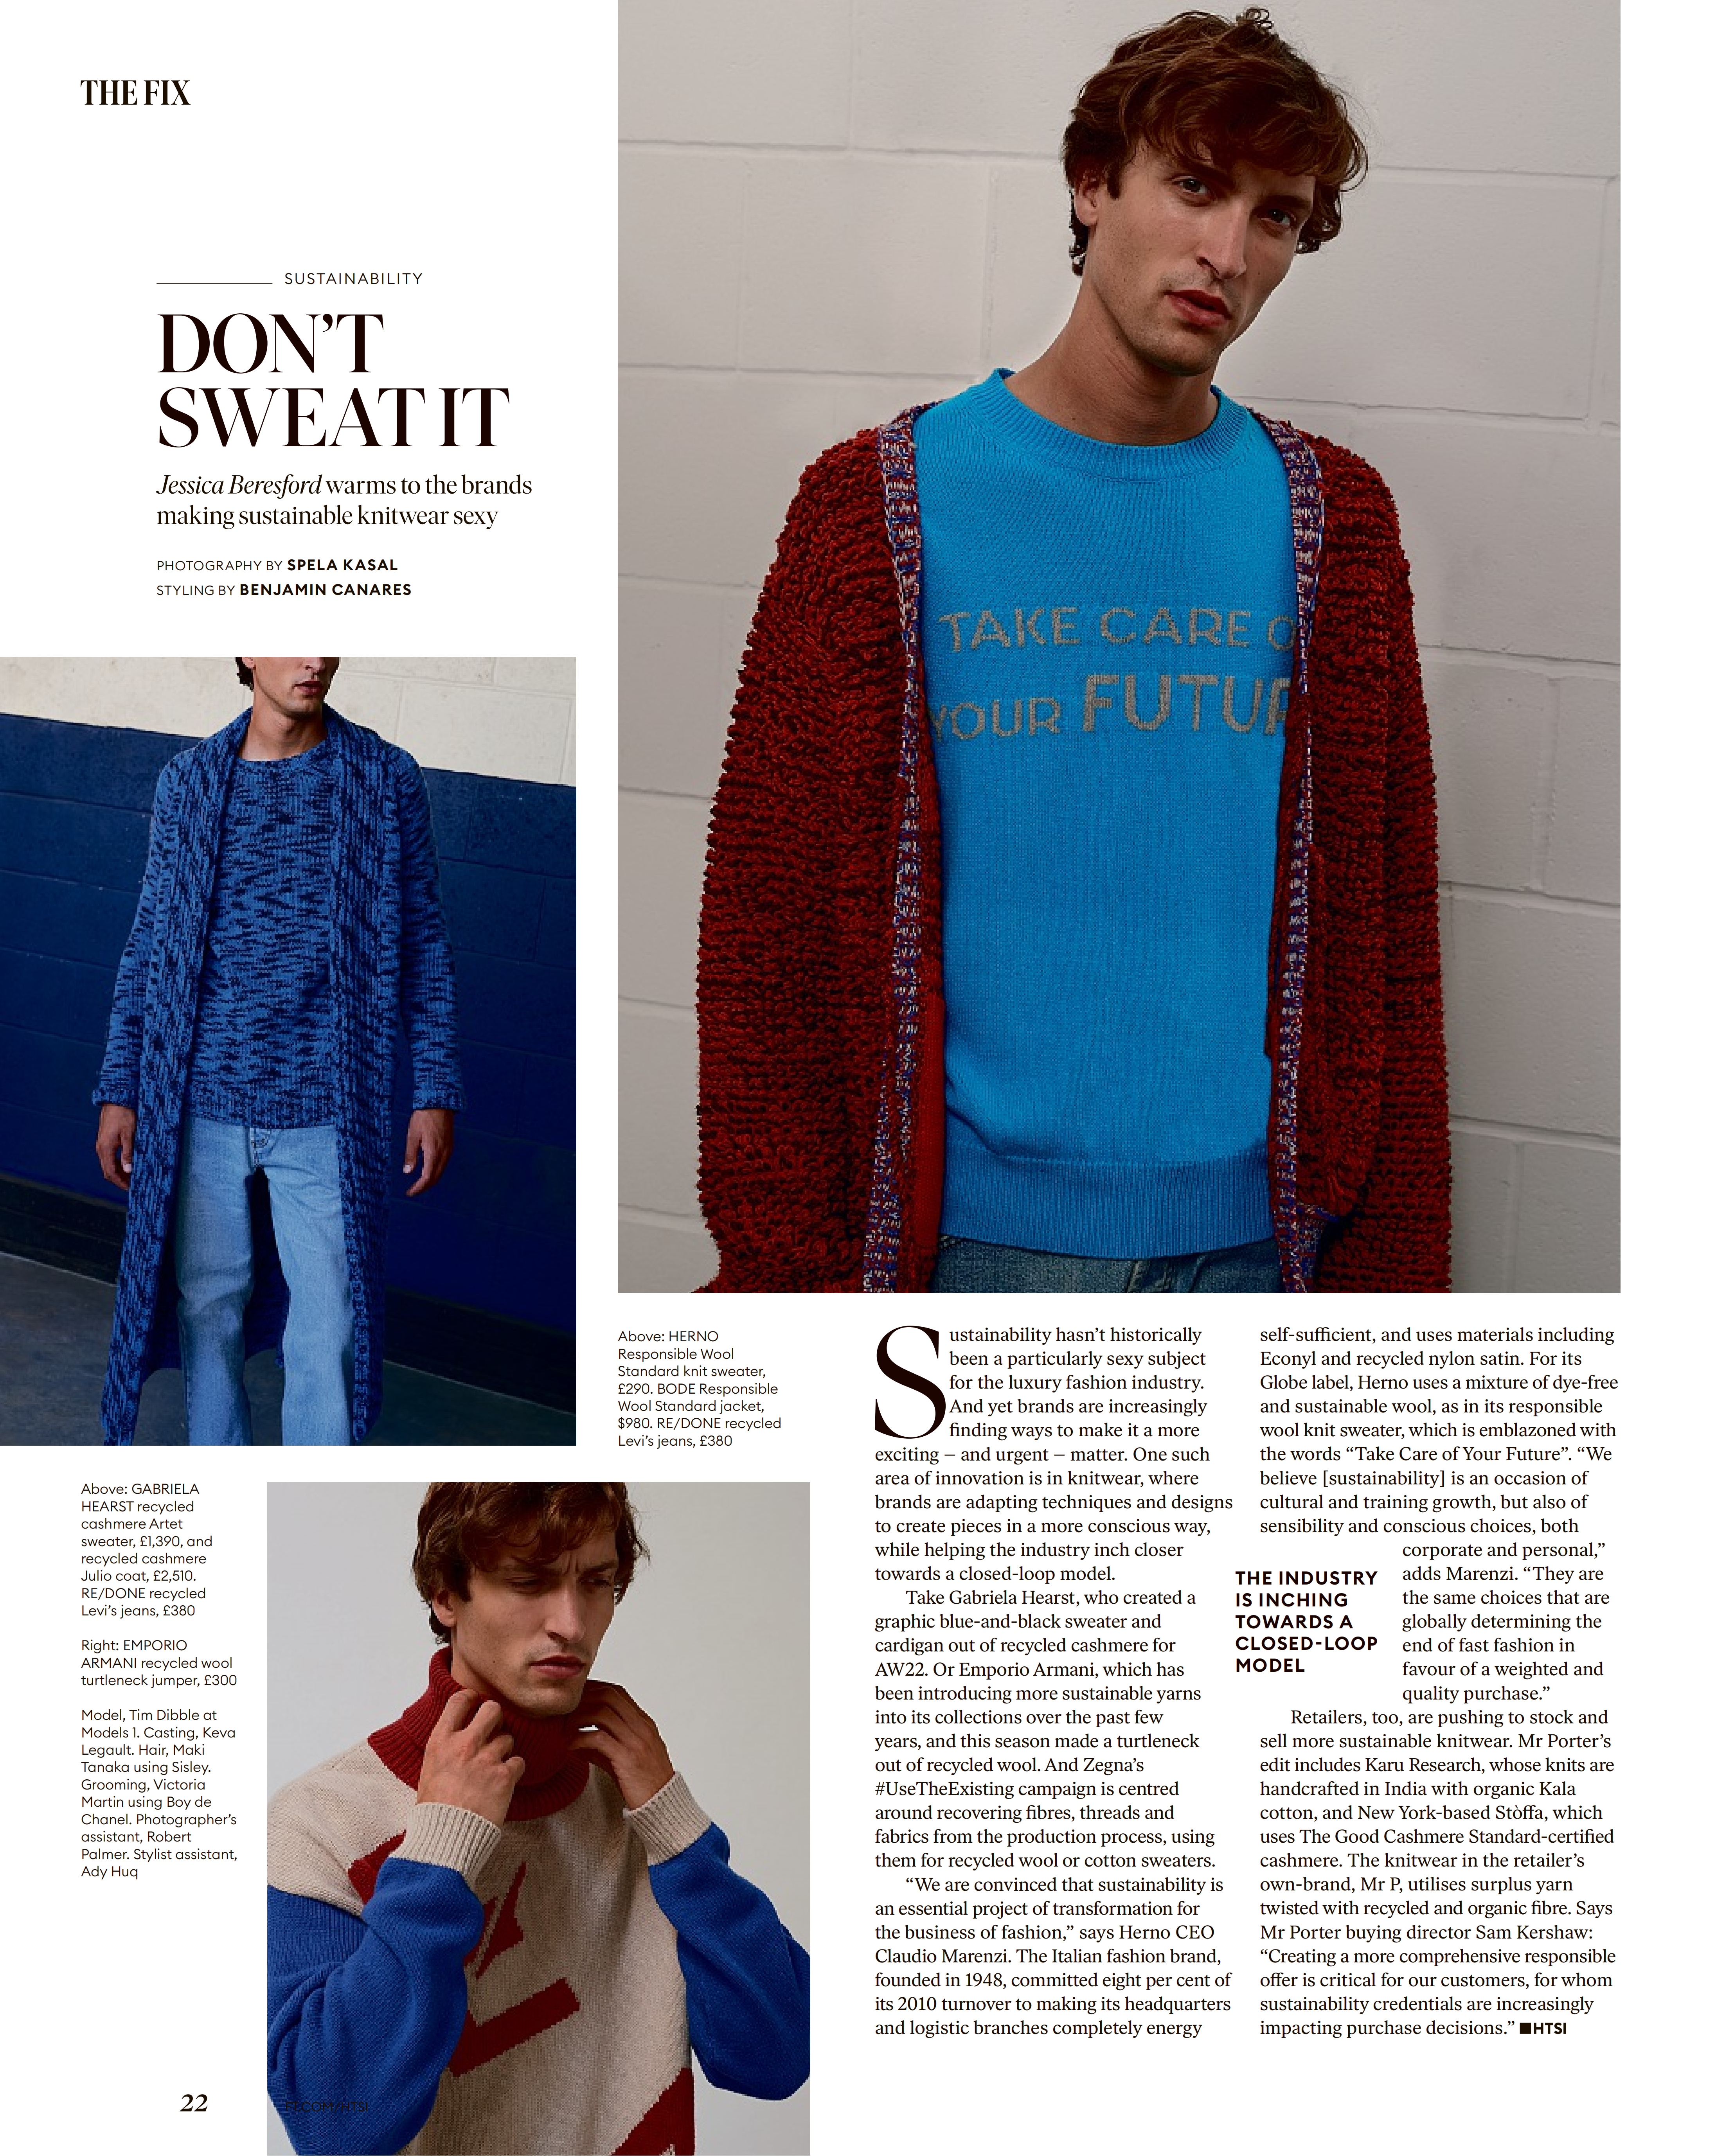 THE FIX
SUSTAINABILITY
DON’T
SWEAT IT
Jessica Beresford warms to the brands
making sustainable knitwear sexy
PHOTOGRAPHY BY SPELA KASAL
STYLING BY BENJAMIN CANARES
TAKE CARE O
YOUR FUTUR
Above: HERNO
Responsible Wool
Standard knit sweater,
£290. BODE Responsible
Wool Standard jacket,
$980. RE/DONE recycled
Levi’s jeans, £380
Above: GABRIELA
HEARST recycled
cashmere Artet
sweater, £1,390, and
recycled cashmere
Julio coat, £2,510.
RE/DONE recycled
Levi’s jeans, £380
Right: EMPORIO
ARMANI recycled wool
turtleneck jumper, £300
Model, Tim Dibble at
Models 1. Casting, Keva
Legault. Hair, Maki
Tanaka using Sisley.
Grooming, Victoria
Martin using Boy de
Chanel. Photographer’s
assistant, Robert
Palmer. Stylist assistant,
Ady Huq
Sustainability hasn’t historically
been a particularly sexy subject
for the luxury fashion industry.
And yet brands are increasingly
finding ways to make it a more
exciting – and urgent – matter. One such
area of innovation is in knitwear, where
brands are adapting techniques and designs
to create pieces in a more conscious way,
while helping the industry inch closer
towards a closed-loop model.
Take Gabriela Hearst, who created a
graphic blue-and-black sweater and
cardigan out of recycled cashmere for
AW22. Or Emporio Armani, which has
been introducing more sustainable yarns
into its collections over the past few
years, and this season made a turtleneck
out of recycled wool. And Zegna’s
#UseTheExisting campaign is centred
around recovering fibres, threads and
fabrics from the production process, using
them for recycled wool or cotton sweaters.
“We are convinced that sustainability is
an essential project of transformation for
the business of fashion,” says Herno CEO
Claudio Marenzi. The Italian fashion brand,
founded in 1948, committed eight per cent of
its 2010 turnover to making its headquarters
and logistic branches completely energy
self-sufficient, and uses materials including
Econyl and recycled nylon satin. For its
Globe label, Herno uses a mixture of dye-free
and sustainable wool, as in its responsible
wool knit sweater, which is emblazoned with
the words “Take Care of Your Future”. “We
believe [sustainability] is an occasion of
cultural and training growth, but also of
sensibility and conscious choices, both
corporate and personal,”
adds Marenzi. “They are
the same choices that are
globally determining the
end of fast fashion in
favour of a weighted and
quality purchase.”
THE INDUSTRY
IS INCHING
TOWARDS A
CLOSED-LOOP
MODEL
Retailers, too, are pushing to stock and
sell more sustainable knitwear. Mr Porter’s
edit includes Karu Research, whose knits are
handcrafted in India with organic Kala
cotton, and New York-based Stòffa, which
uses The Good Cashmere Standard-certified
cashmere. The knitwear in the retailer’s
own-brand, Mr P, utilises surplus yarn
twisted with recycled and organic fibre. Says
Mr Porter buying director Sam Kershaw:
“Creating a more comprehensive responsible
offer is critical for our customers, for whom
sustainability credentials are increasingly
impacting purchase decisions.” ■HTSI
22
FT.COM/HTSI